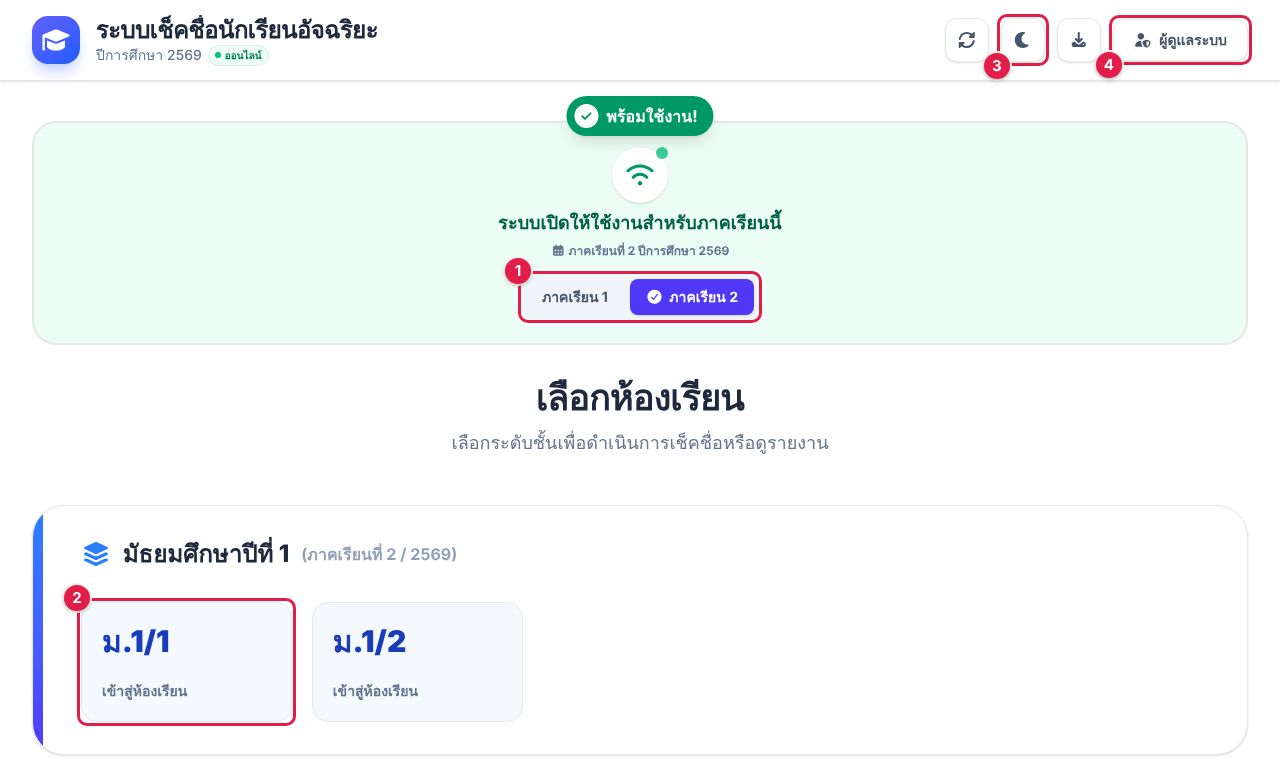 ระบบเช็คชื่อนักเรียนอัจฉริยะ
ปีการศึกษา 2569 ออนไลน์
3
4
ผู้ดูแลระบบ
พร้อมใช้งาน!
ระบบเปิดให้ใช้งานสำหรับภาคเรียนนี้
ภาคเรียนที่ 2 ปีการศึกษา 2569
1
ภาคเรียน 1 ภาคเรียน 2
เลือกห้องเรียน
เลือกระดับชั้นเพื่อดำเนินการเช็คชื่อหรือดูรายงาน
มัธยมศึกษาปีที่ 1 (ภาคเรียนที่ 2 / 2569)
2
ม.1/1
เข้าสู่ห้องเรียน
ม.1/2
เข้าสู่ห้องเรียน